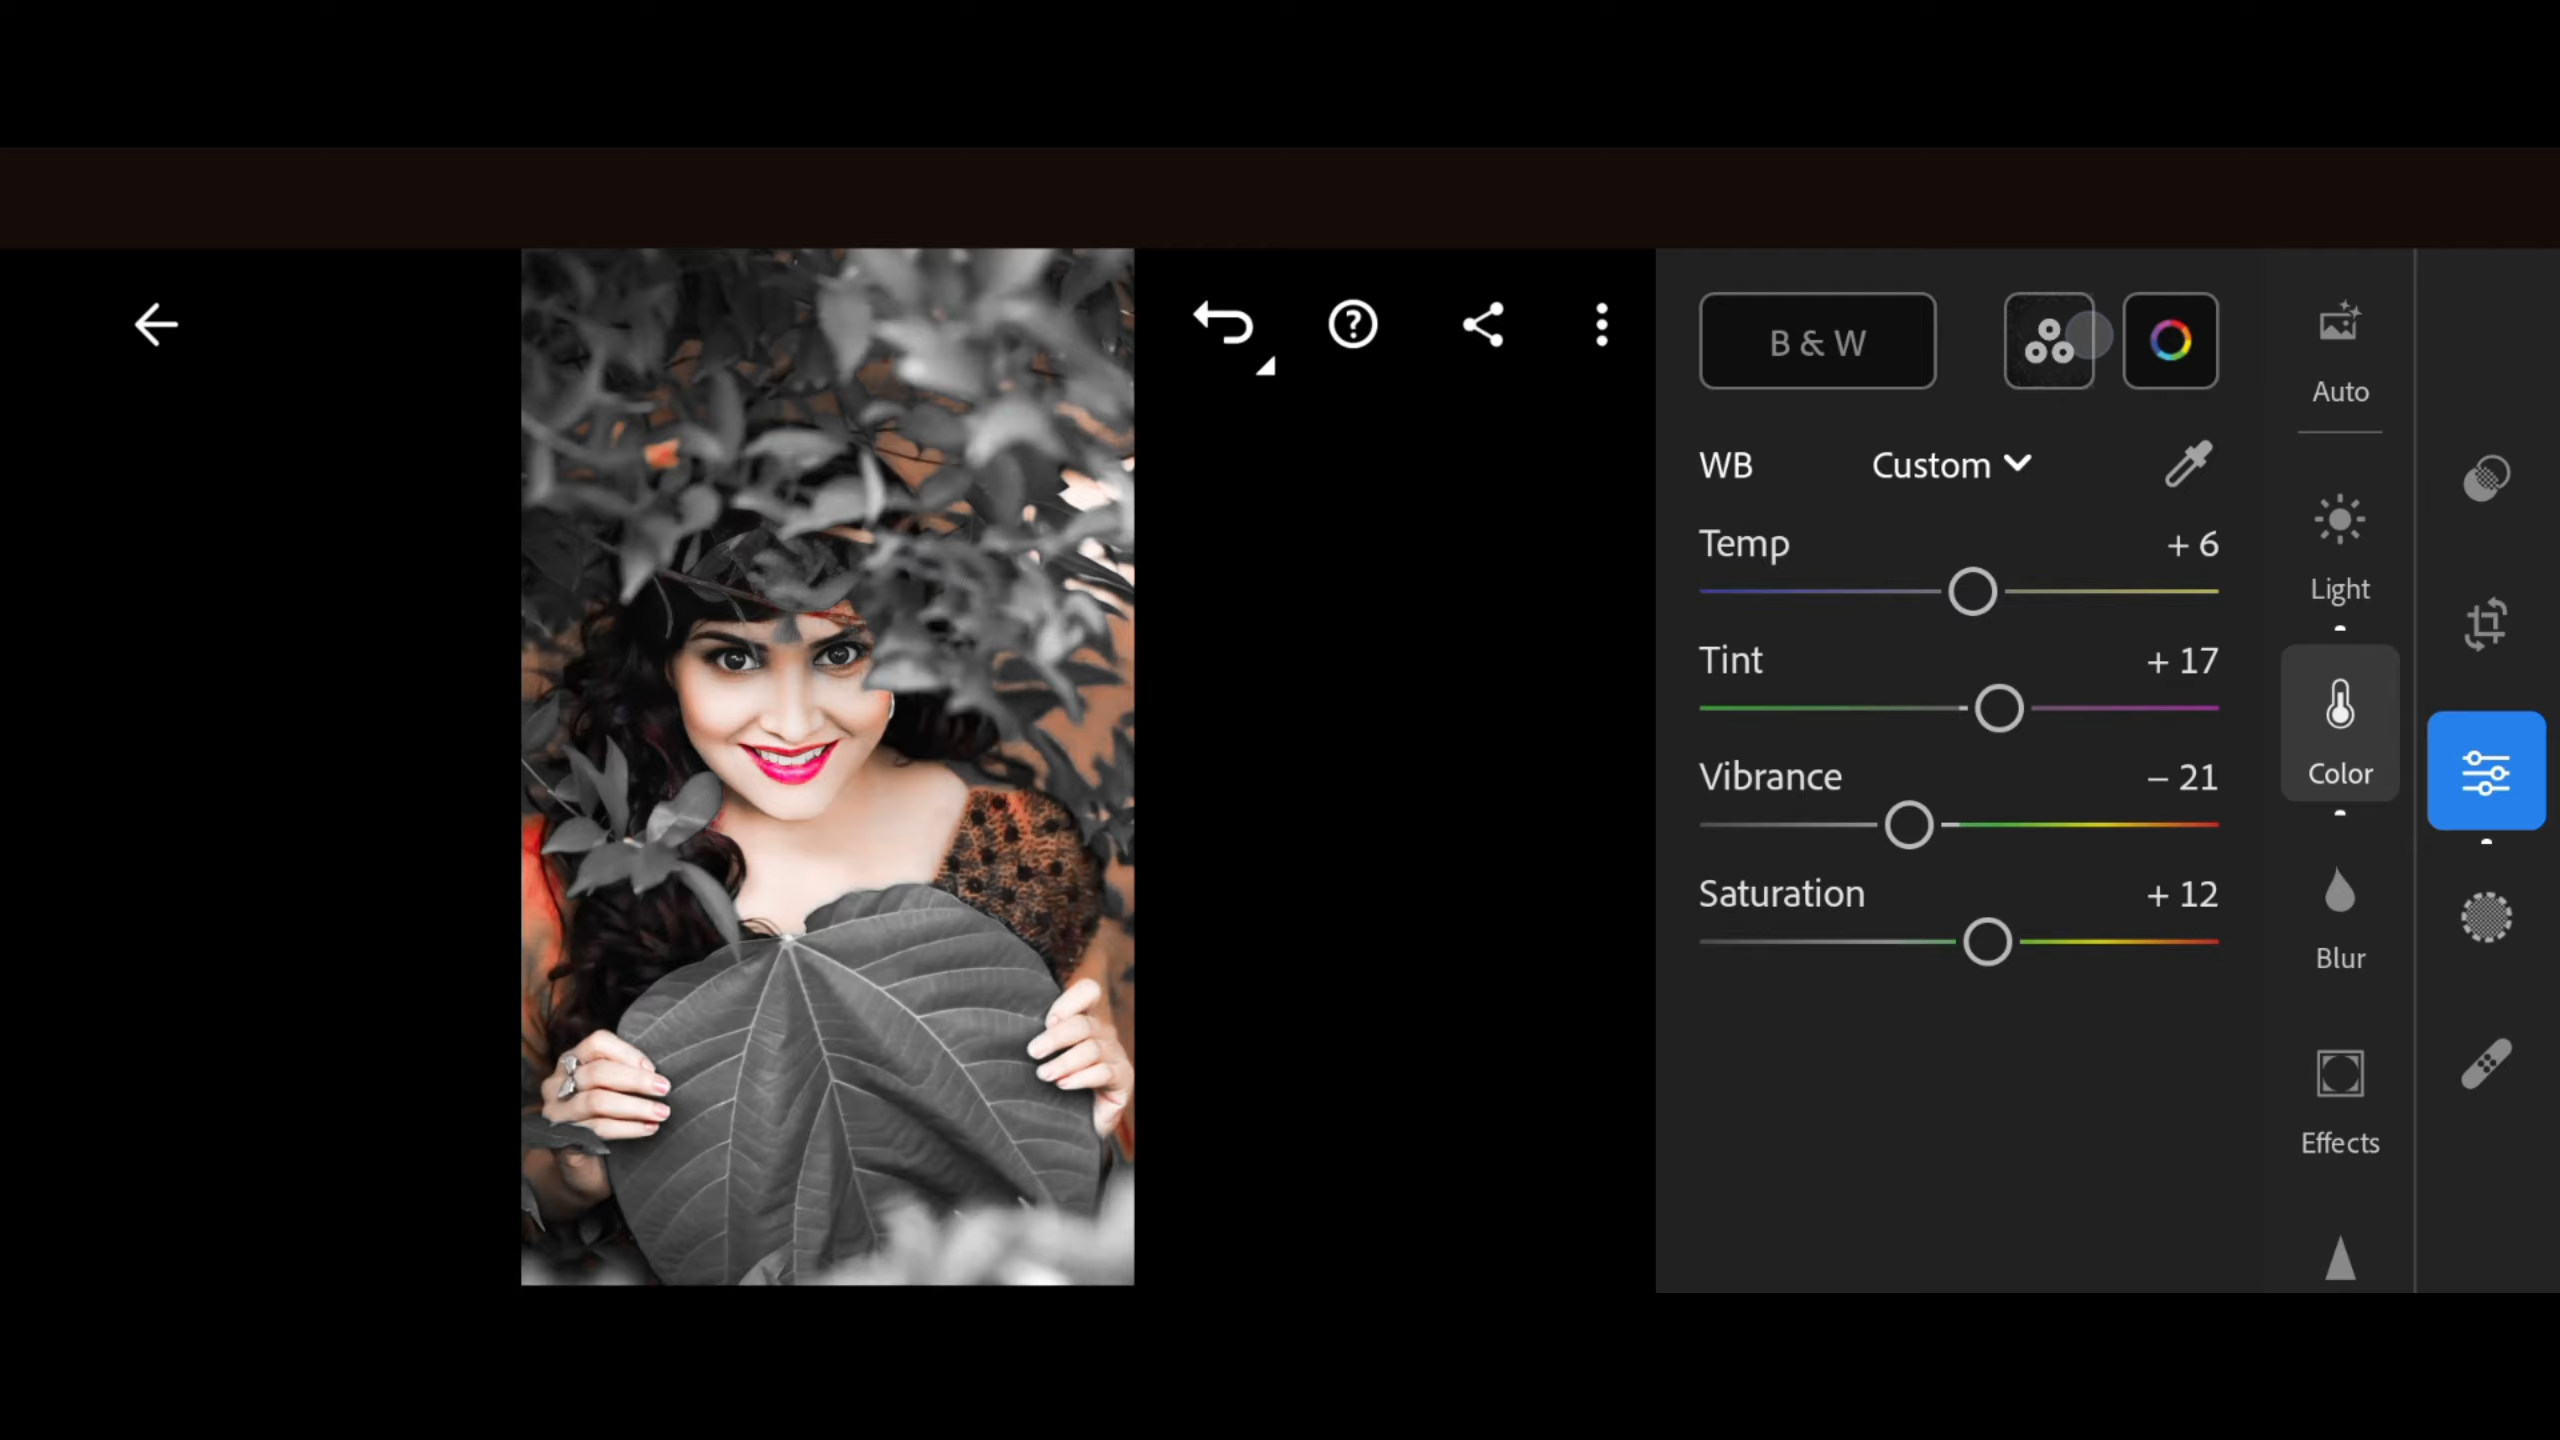 B & W
WB Custom
Temp + 6
Tint + 17
Vibrance – 21
Saturation + 12
Auto
Light
Color
Blur
Effects